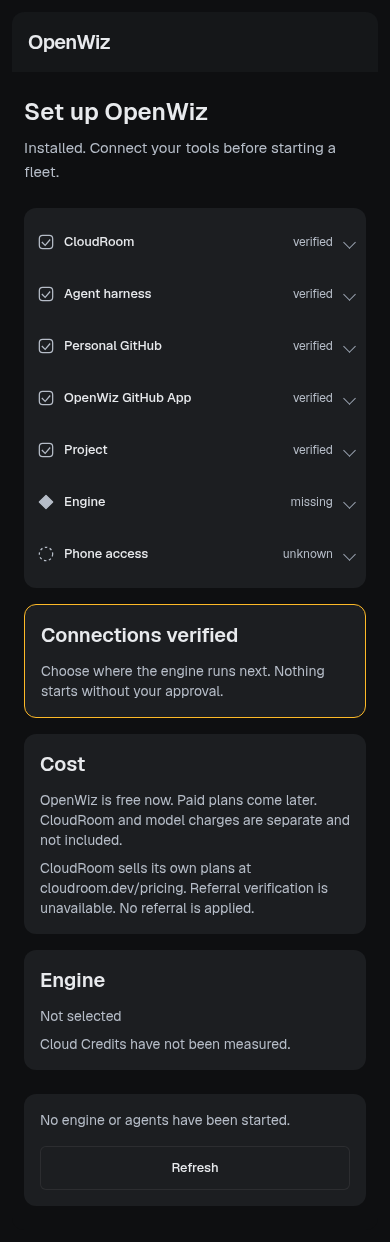 OpenWiz
Set up OpenWiz
Installed. Connect your tools before starting a
fleet.
CloudRoom verified
Agent harness verified
Personal GitHub verified
OpenWiz GitHub App verified
Project verified
Engine missing
Phone access unknown
Connections verified
Choose where the engine runs next. Nothing
starts without your approval.
Cost
OpenWiz is free now. Paid plans come later.
CloudRoom and model charges are separate and
not included.
CloudRoom sells its own plans at
cloudroom.dev/pricing. Referral verification is
unavailable. No referral is applied.
Engine
Not selected
Cloud Credits have not been measured.
No engine or agents have been started.
Refresh